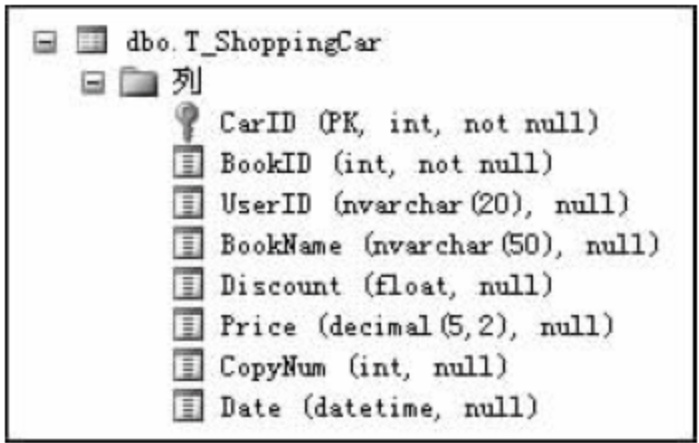 dbo.T_ShoppingCar
列
CarID (PK, int, not null)
BookID (int, not null)
UserID (nvarchar(20), null)
BookName (nvarchar(50), null)
Discount (float, null)
Price (decimal(5,2), null)
CopyNum (int, null)
Date (datetime, null)